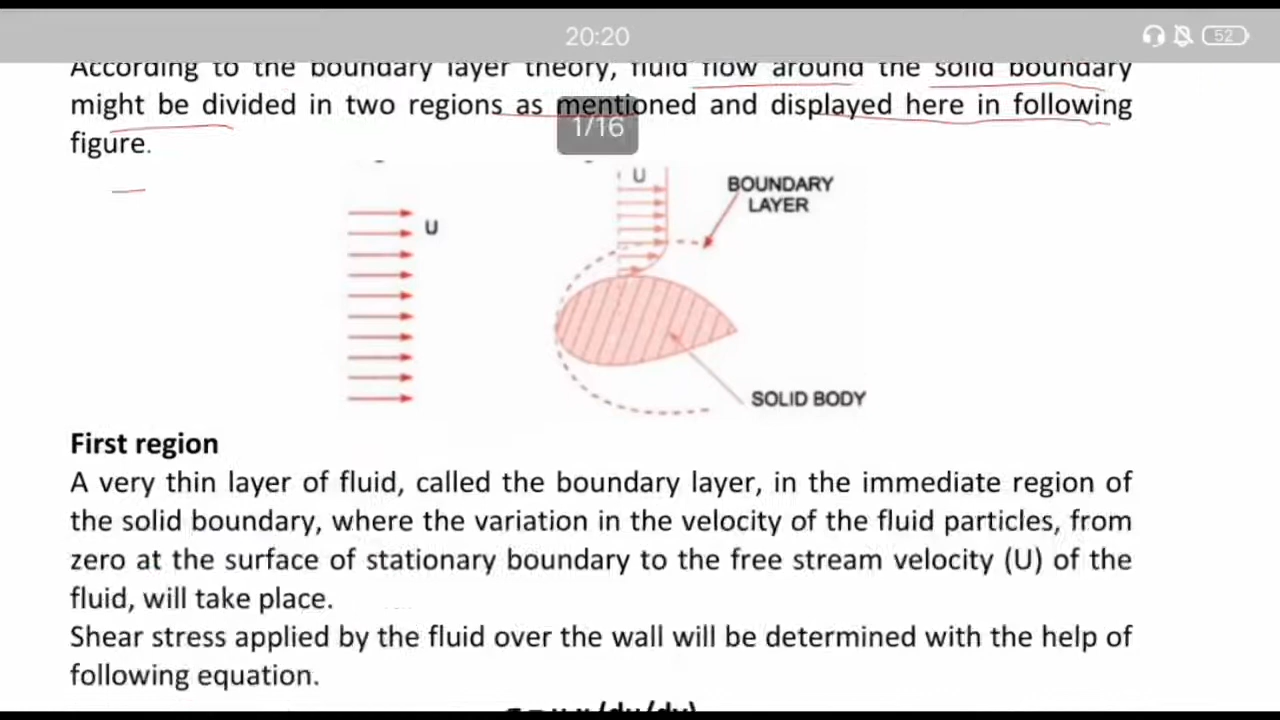 20:20
52
According to the boundary layer theory, fluid flow around the solid boundary
might be divided in two regions as mentioned and displayed here in following
1/16
figure.
U
BOUNDARY
LAYER
U
SOLID BODY
First region
A very thin layer of fluid, called the boundary layer, in the immediate region of
the solid boundary, where the variation in the velocity of the fluid particles, from
zero at the surface of stationary boundary to the free stream velocity (U) of the
fluid, will take place.
Shear stress applied by the fluid over the wall will be determined with the help of
following equation.
(du/dy)